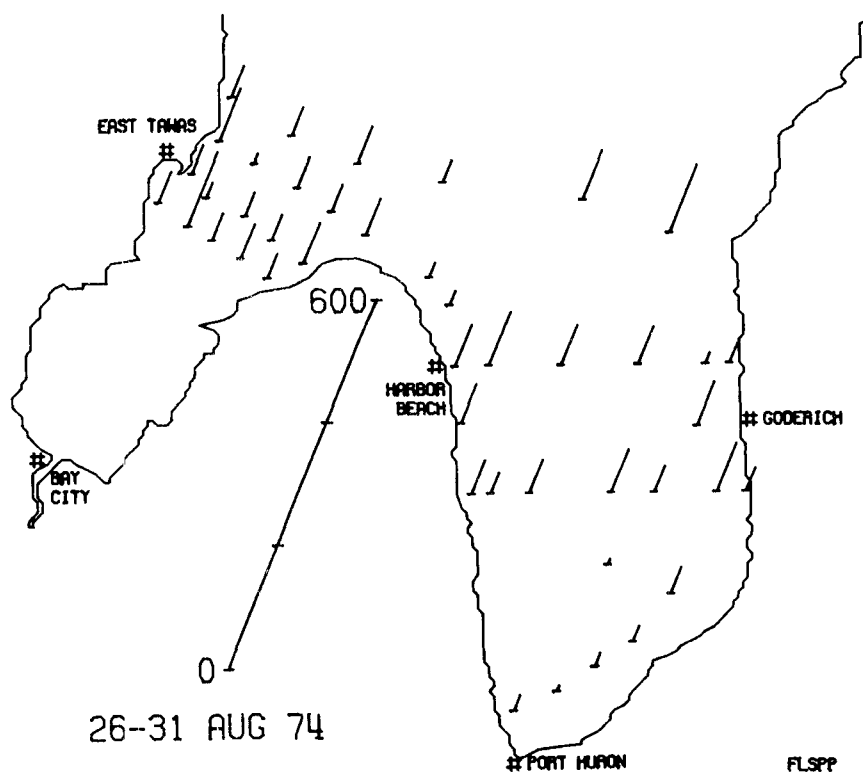 EAST TAWAS
#
600
#
HARBOR
BEACH
# GODERICH
#
BAY
CITY
0
26-31 AUG 74
# PORT HURON
FLSPP